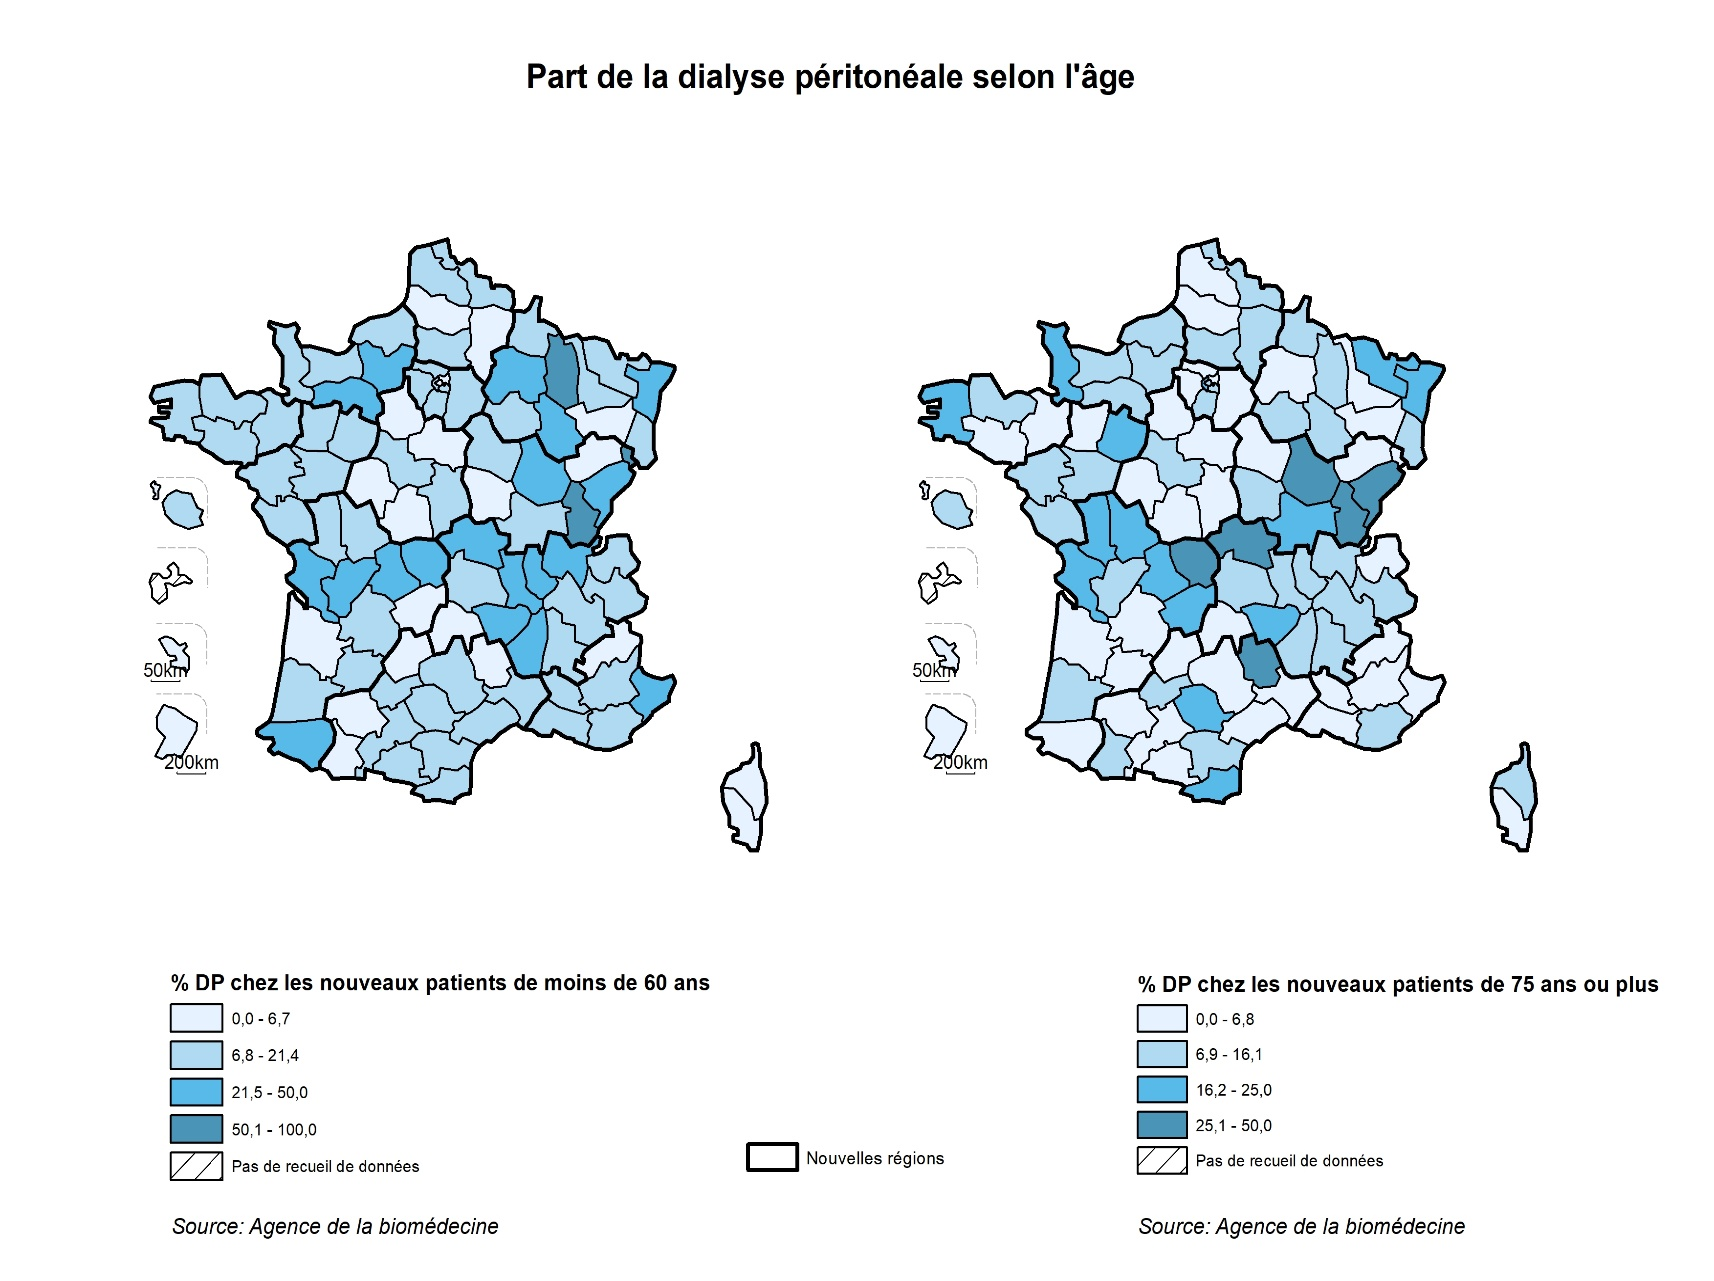 Part de la dialyse péritonéale selon l'âge
50km
200km
50km
200km
% DP chez les nouveaux patients de moins de 60 ans
0,0 - 6,7
6,8 - 21,4
21,5 - 50,0
50,1 - 100,0
Pas de recueil de données
Source: Agence de la biomédecine
Nouvelles régions
% DP chez les nouveaux patients de 75 ans ou plus
0,0 - 6,8
6,9 - 16,1
16,2 - 25,0
25,1 - 50,0
Pas de recueil de données
Source: Agence de la biomédecine